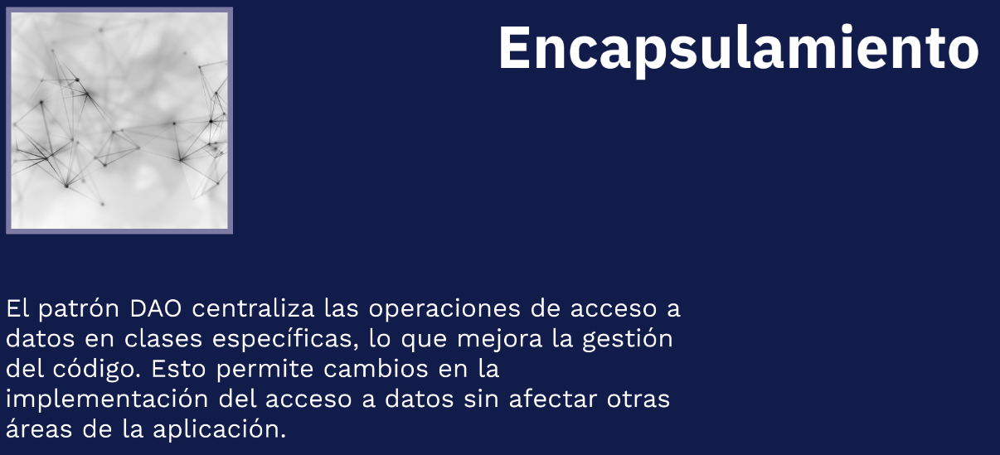 Encapsulamiento
El patrón DAO centraliza las operaciones de acceso a
datos en clases específicas, lo que mejora la gestión
del código. Esto permite cambios en la
implementación del acceso a datos sin afectar otras
áreas de la aplicación.